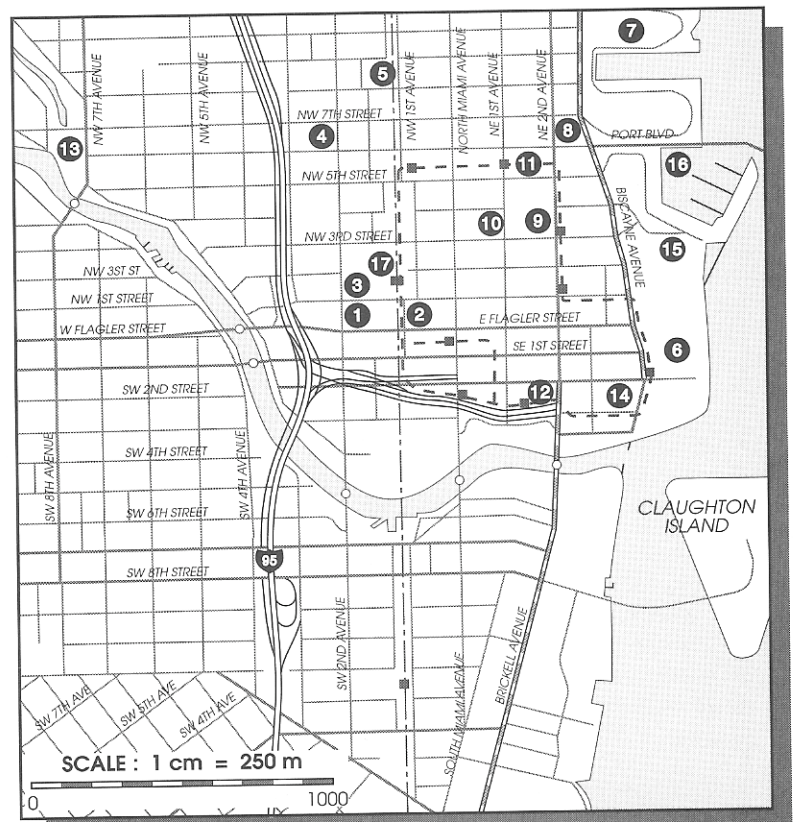 7
NW 7TH AVENUE
NW 5TH AVENUE
5
NW 1ST AVENUE
NORTH MIAMI AVENUE
NE 1ST AVENUE
NE 2ND AVENUE
NW 7TH STREET
4
8
PORT BLVD
13
11
16
NW 5TH STREET
BISCAYNE AVENUE
10
9
NW 3RD STREET
15
17
NW 3ST ST
3
NW 1ST STREET
1
2
E FLAGLER STREET
W FLAGLER STREET
SE 1ST STREET
6
SW 2ND STREET
12
14
SW 8TH AVENUE
SW 4TH STREET
SW 4TH AVENUE
CLAUGHTON
ISLAND
SW 6TH STREET
95
SW 8TH STREET
SW 2ND AVENUE
SOUTH MIAMI AVENUE
BRICKELL AVENUE
SW 7TH AVE
SW 5TH AVE
SW 4TH AVE
SCALE : 1 cm = 250 m
0
1000